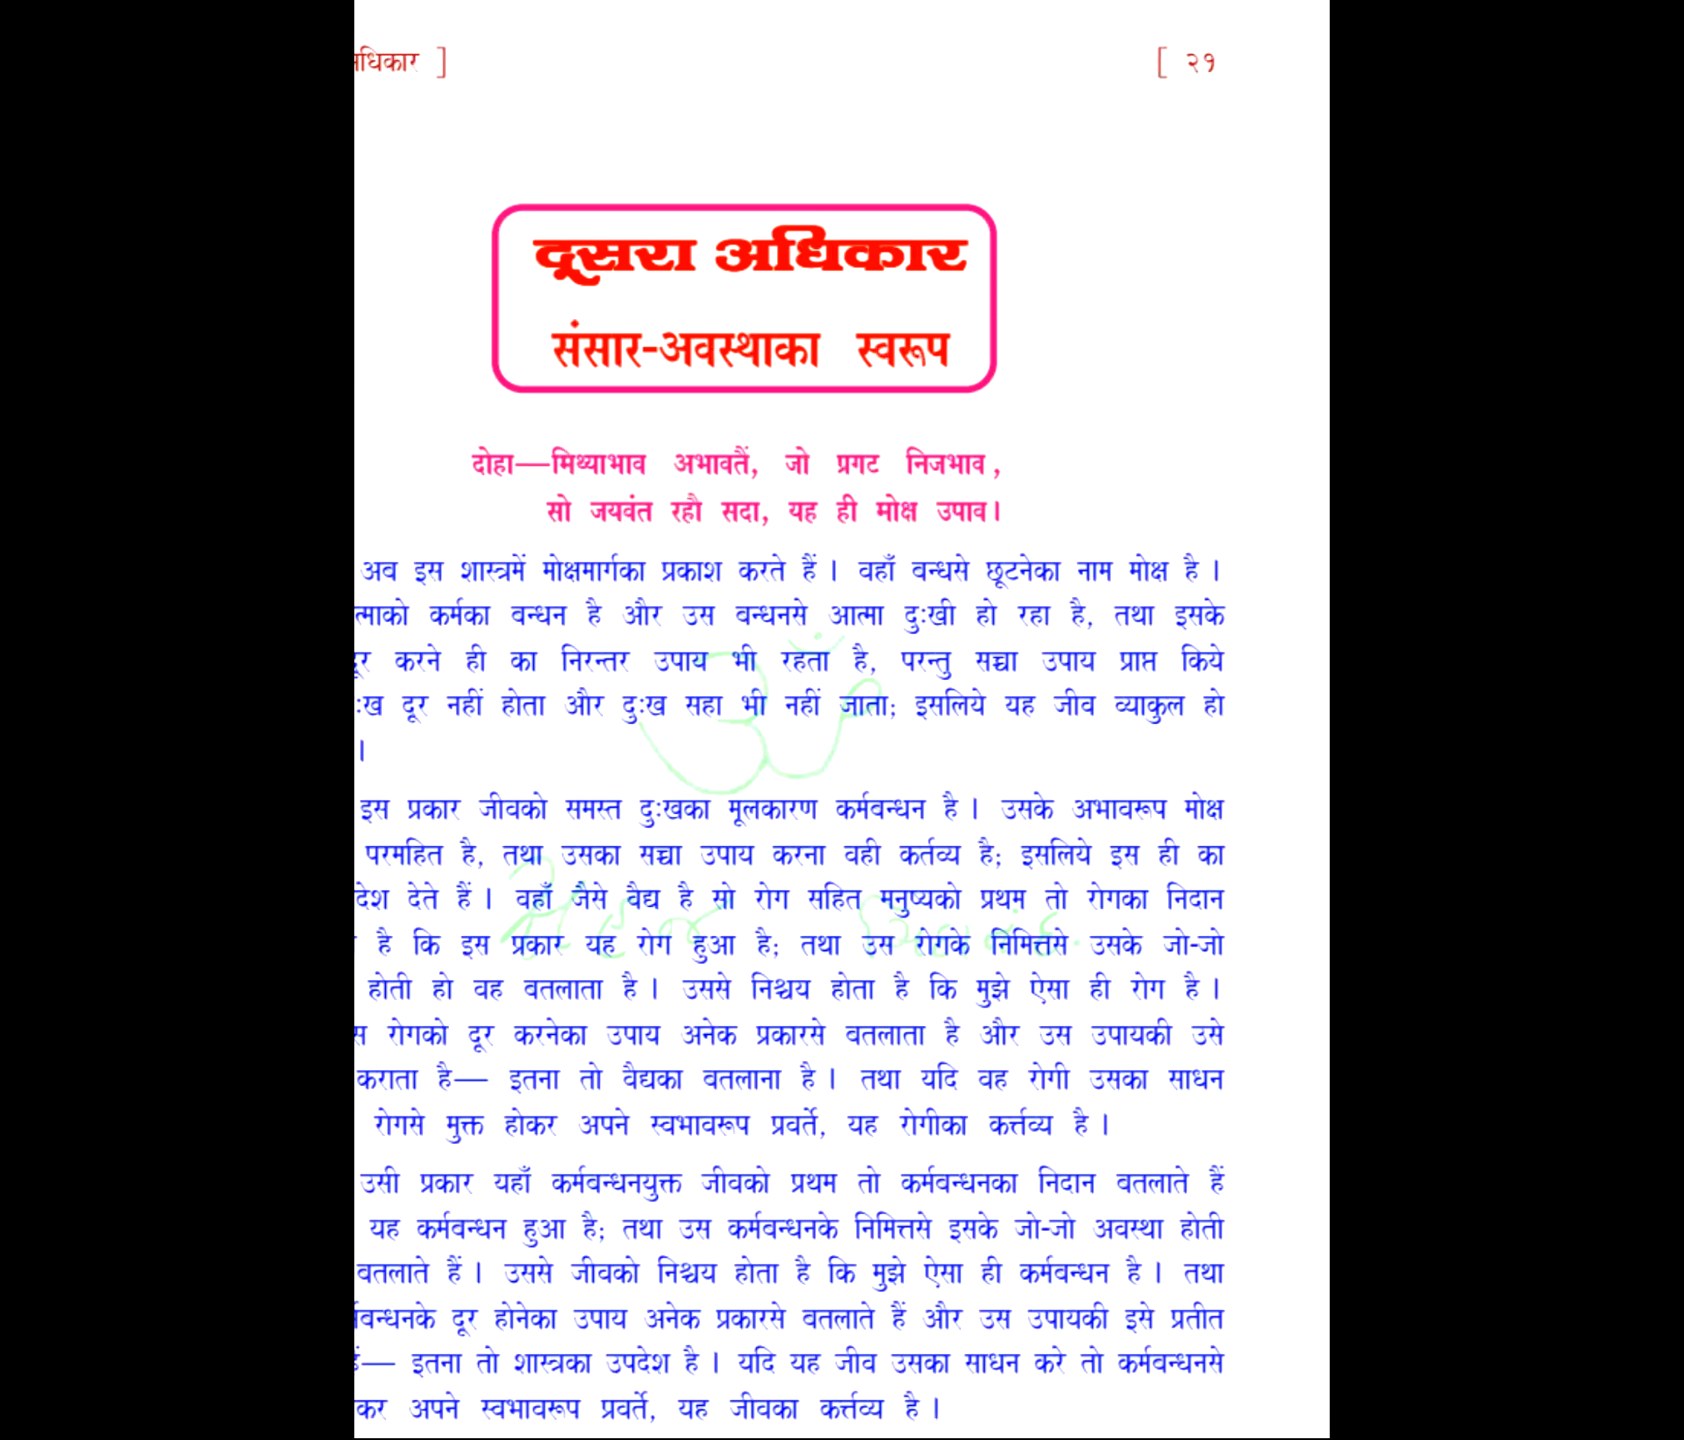 अधिकार ] [ २१
दूसरा अधिकार
संसार-अवस्थाका स्वरूप
दोहा—मिथ्याभाव अभावतैं, जो प्रगट निजभाव,
सो जयवंत रहौ सदा, यह ही मोक्ष उपाव।
अब इस शास्त्रमें मोक्षमार्गका प्रकाश करते हैं। वहाँ बन्धसे छूटनेका नाम मोक्ष है।
त्माको कर्मका बन्धन है और उस बन्धनसे आत्मा दुःखी हो रहा है, तथा इसके
दूर करने ही का निरन्तर उपाय भी रहता है, परन्तु सच्चा उपाय प्राप्त किये
ःख दूर नहीं होता और दुःख सहा भी नहीं जाता; इसलिये यह जीव व्याकुल हो
।
इस प्रकार जीवको समस्त दुःखका मूलकारण कर्मबन्धन है। उसके अभावरूप मोक्ष
परमहित है, तथा उसका सच्चा उपाय करना वही कर्तव्य है; इसलिये इस ही का
देश देते हैं। वहाँ जैसे वैद्य है सो रोग सहित मनुष्यको प्रथम तो रोगका निदान
है कि इस प्रकार यह रोग हुआ है; तथा उस रोगके निमित्तसे उसके जो-जो
होती हो वह बतलाता है। उससे निश्चय होता है कि मुझे ऐसा ही रोग है।
स रोगको दूर करनेका उपाय अनेक प्रकारसे बतलाता है और उस उपायकी उसे
कराता है— इतना तो वैद्यका बतलाना है। तथा यदि वह रोगी उसका साधन
रोगसे मुक्त होकर अपने स्वभावरूप प्रवर्ते, यह रोगीका कर्त्तव्य है।
उसी प्रकार यहाँ कर्मबन्धनयुक्त जीवको प्रथम तो कर्मबन्धनका निदान बतलाते हैं
यह कर्मबन्धन हुआ है; तथा उस कर्मबन्धनके निमित्तसे इसके जो-जो अवस्था होती
बतलाते हैं। उससे जीवको निश्चय होता है कि मुझे ऐसा ही कर्मबन्धन है। तथा
र्मबन्धनके दूर होनेका उपाय अनेक प्रकारसे बतलाते हैं और उस उपायकी इसे प्रतीत
हैं— इतना तो शास्त्रका उपदेश है। यदि यह जीव उसका साधन करे तो कर्मबन्धनसे
कर अपने स्वभावरूप प्रवर्ते, यह जीवका कर्त्तव्य है।